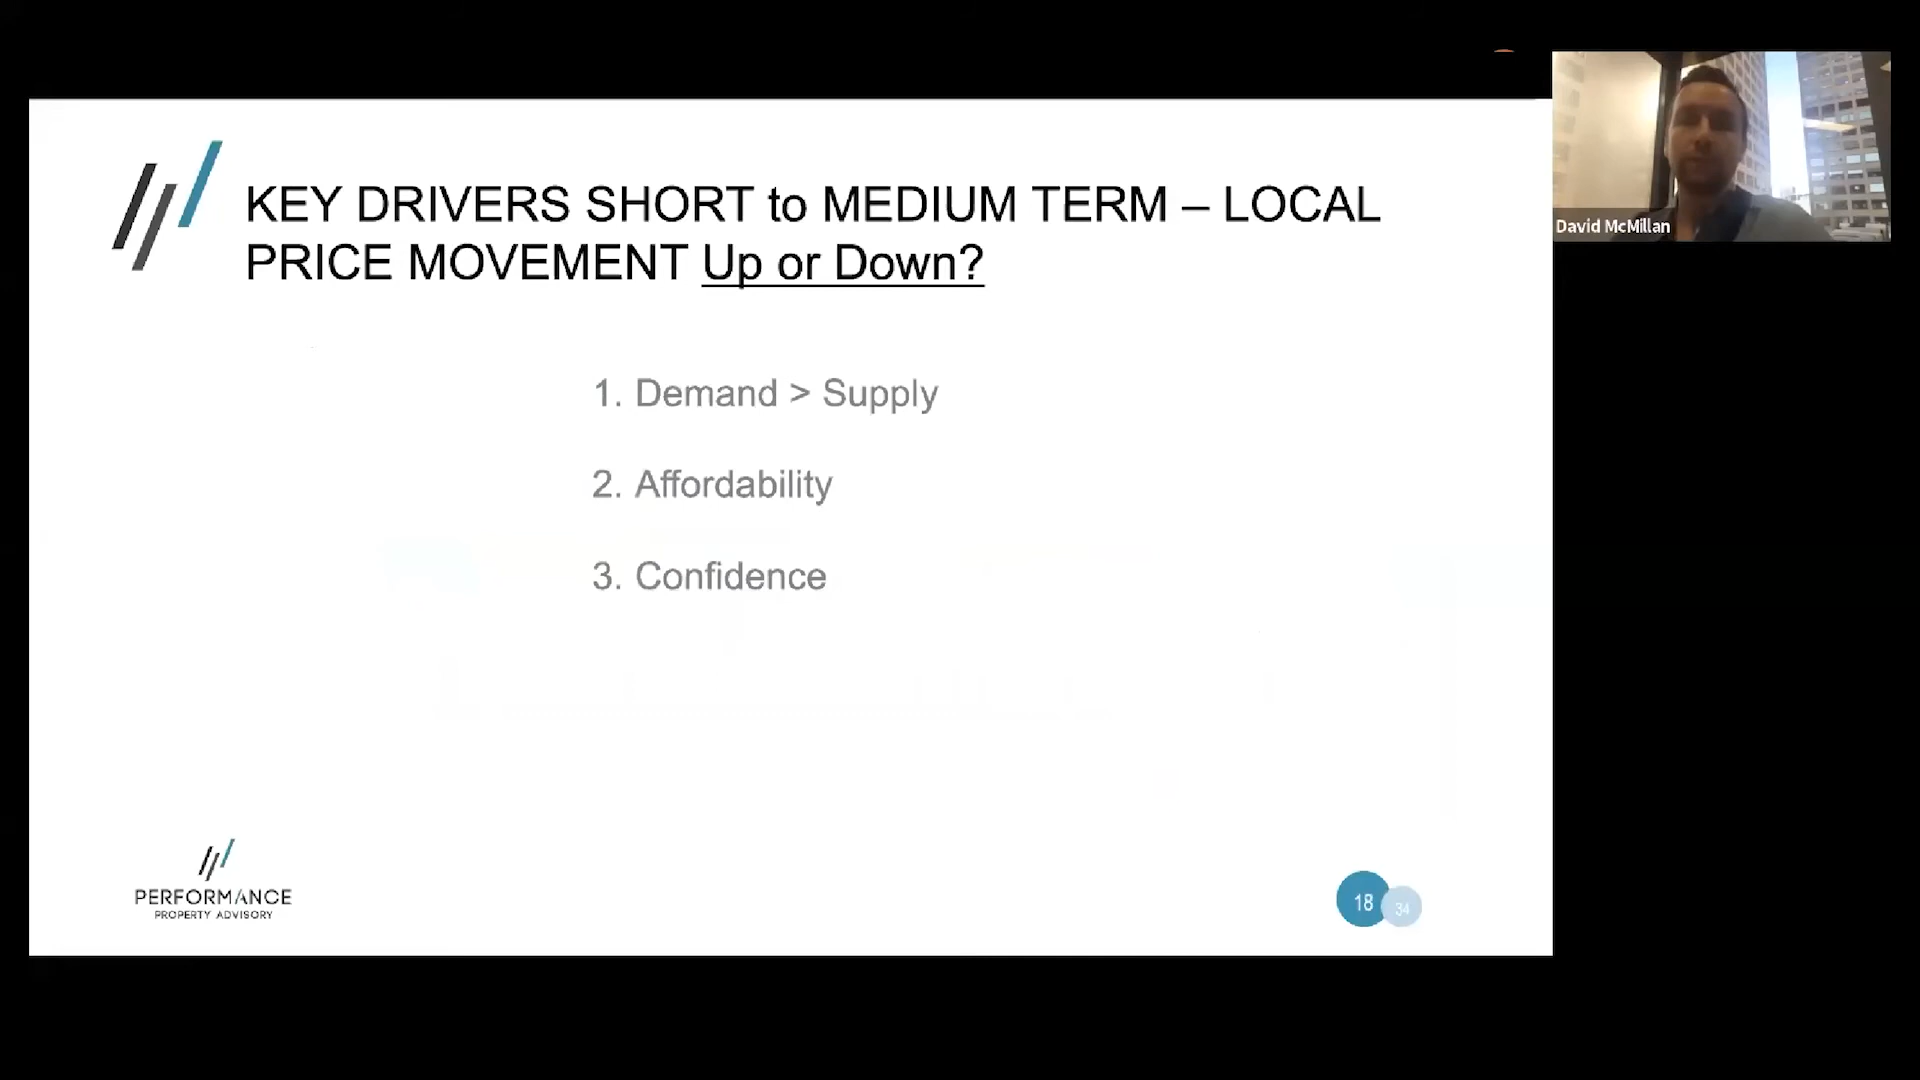 KEY DRIVERS SHORT to MEDIUM TERM – LOCAL
PRICE MOVEMENT Up or Down?
1. Demand > Supply
2. Affordability
3. Confidence
PERFORMANCE
PROPERTY ADVISORY
18
34
David McMillan